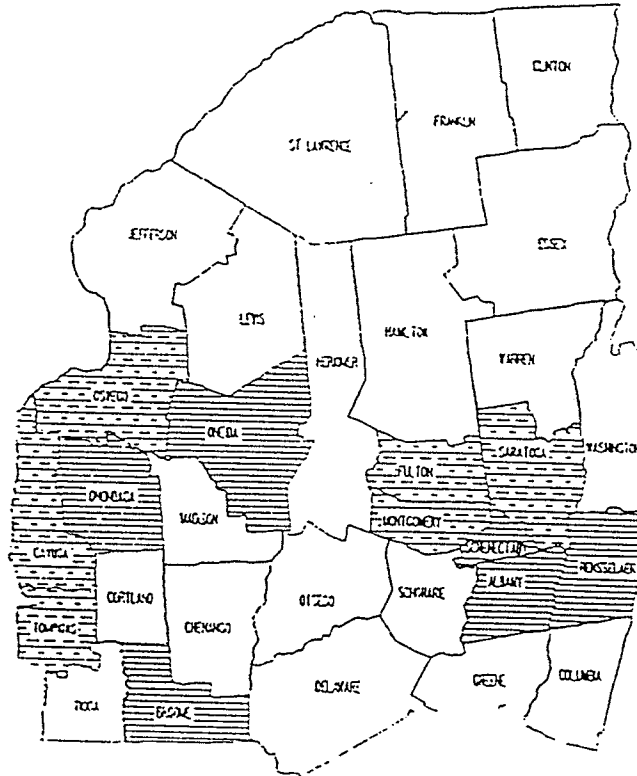 CLINTON
FRANKLIN
ST. LAWRENCE
JEFFERSON
ESSEX
LEWIS
HAMILTON
HERKIMER
WARREN
OSWEGO
ONEIDA
WASHINGTON
SARATOGA
FULTON
ONONDAGA
MADISON
MONTGOMERY
SCHENECTADY
CAYUGA
RENSSELAER
ALBANY
CORTLAND
OTSEGO
SCHOHARIE
CHENANGO
TOMPKINS
COLUMBIA
GREENE
DELAWARE
TIOGA
BROOME